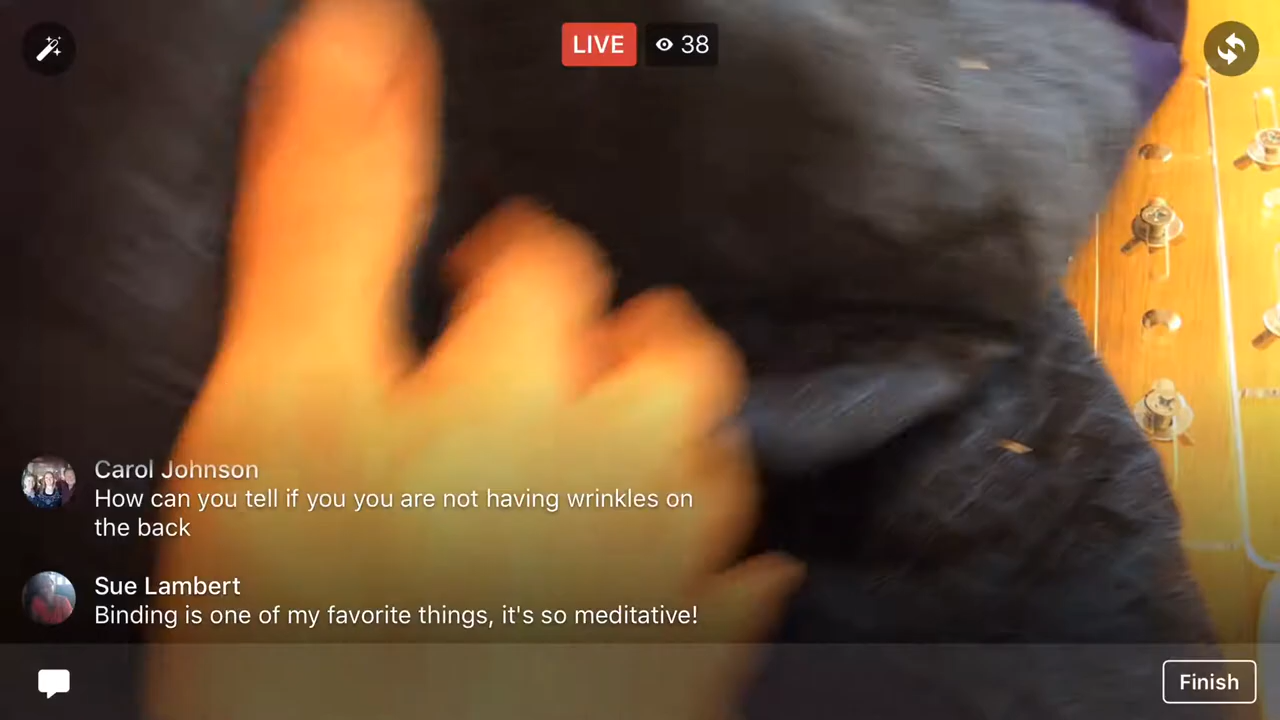 LIVE 38
Carol Johnson
How can you tell if you you are not having wrinkles on
the back
Sue Lambert
Binding is one of my favorite things, it's so meditative!
Finish